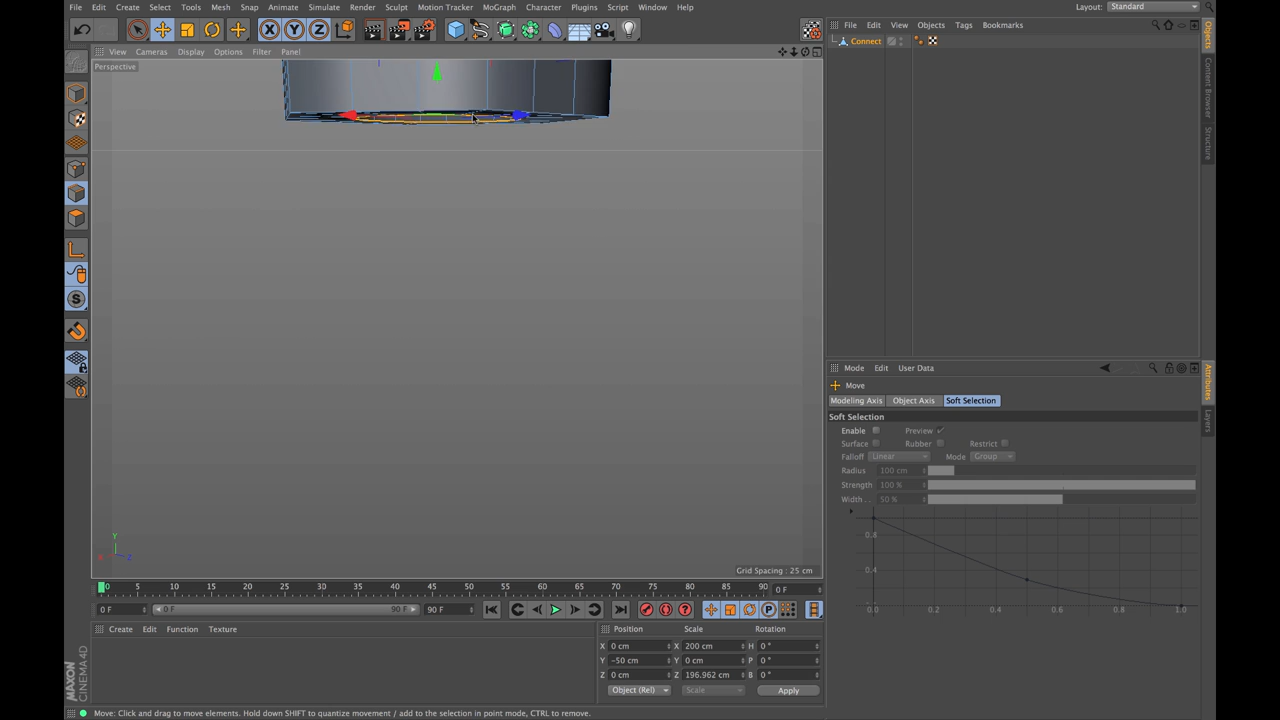 File Edit Create Select Tools Mesh Snap Animate Simulate Render Sculpt Motion Tracker MoGraph Character Plugins Script Window Help Layout: Standard
File Edit View Objects Tags Bookmarks
Connect
View Cameras Display Options Filter Panel
Perspective
Objects
Content Browser
Structure
Mode Edit User Data
Move
Modeling Axis Object Axis Soft Selection
Soft Selection
Enable Preview
Surface Rubber Restrict
Falloff Linear Mode Group
Radius 100 cm
Strength 100 %
Width . . 50 %
0.8
0.4
0.0 0.2 0.4 0.6 0.8 1.0
Attributes
Layers
Y
Z
Grid Spacing : 25 cm
0 5 10 15 20 25 30 35 40 45 50 55 60 65 70 75 80 85 90 0 F
0 F 0 F 90 F 90 F
Create Edit Function Texture
Position Scale Rotation
X 0 cm X 200 cm H 0 °
Y -50 cm Y 0 cm P 0 °
Z 0 cm Z 196.962 cm B 0 °
Object (Rel) Scale Apply
MAXON
CINEMA 4D
Move: Click and drag to move elements. Hold down SHIFT to quantize movement / add to the selection in point mode, CTRL to remove.